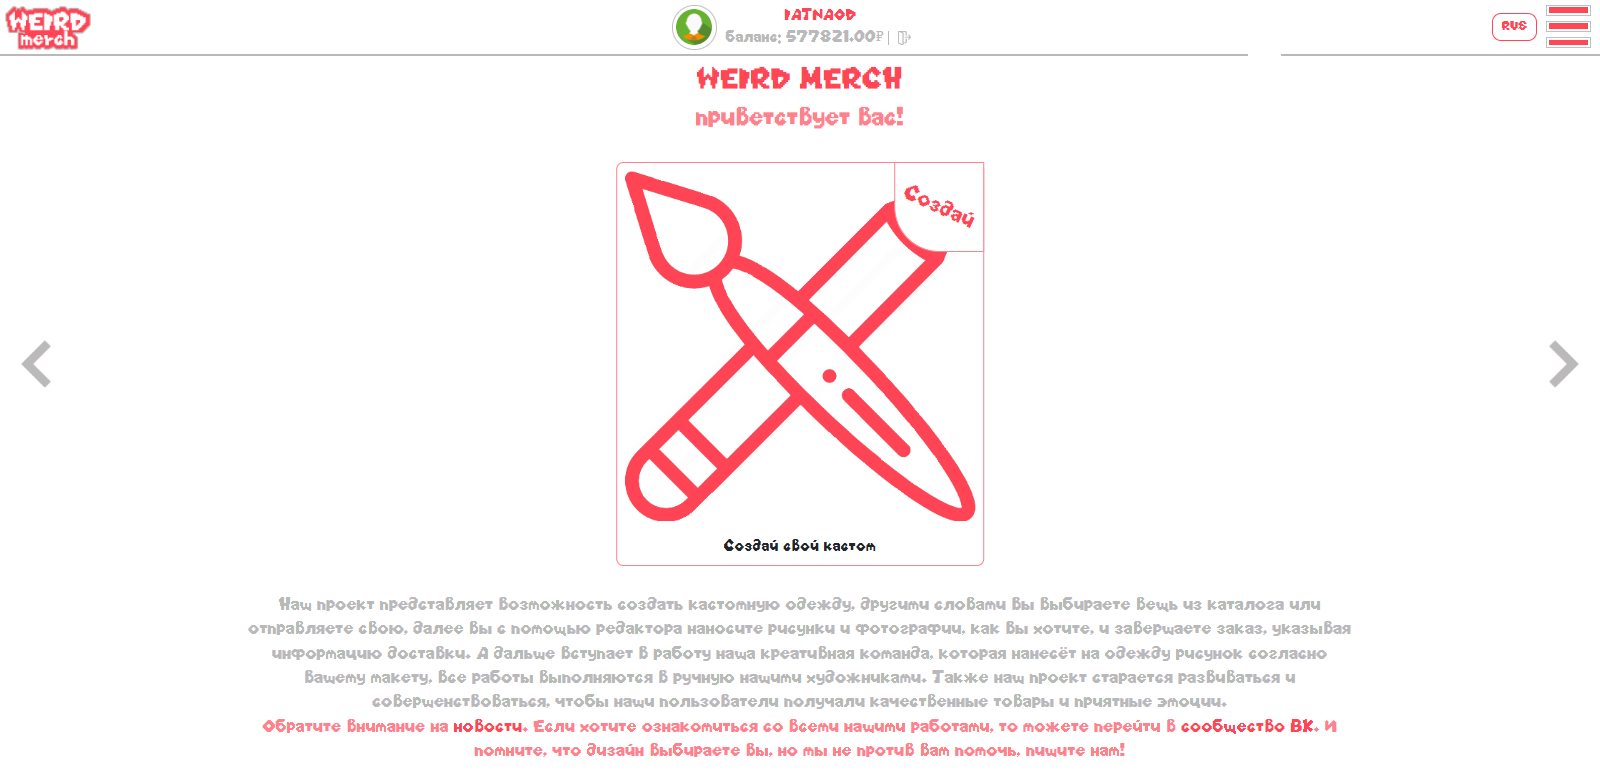 WEIRD
merch
IATNAOD
баланс: 577821.00₽ |
RUS
WEIRD MERCH
приветствует вас!
Создай
Создай свой кастом
Наш проект представляет возможность создать кастомную одежду, другими словами вы выбираете вещь из каталога или
отправляете свою, далее вы с помощью редактора наносите рисунки и фотографии, как вы хотите, и завершаете заказ, указывая
информацию доставки. А дальше вступает в работу наша креативная команда, которая нанесёт на одежду рисунок согласно
вашему макету, все работы выполняются в ручную нашими художниками. Также наш проект старается развиваться и
совершенствоваться, чтобы наши пользователи получали качественные товары и приятные эмоции.
Обратите внимание на новости. Если хотите ознакомиться со всеми нашими работами, то можете перейти в сообщество ВК. И
помните, что дизайн выбираете вы, но мы не против вам помочь, пишите нам!